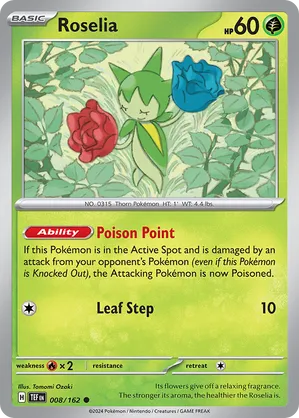 BASIC
Roselia HP60
NO. 0315 Thorn Pokémon HT: 1' WT: 4.4 lbs.
Ability Poison Point
If this Pokémon is in the Active Spot and is damaged by an
attack from your opponent's Pokémon (even if this Pokémon
is Knocked Out), the Attacking Pokémon is now Poisoned.
Leaf Step 10
weakness ×2 resistance retreat
Illus. Tomomi Ozaki
H TEF EN 008/162
Its flowers give off a relaxing fragrance.
The stronger its aroma, the healthier the Roselia is.
©2024 Pokémon / Nintendo / Creatures / GAME FREAK